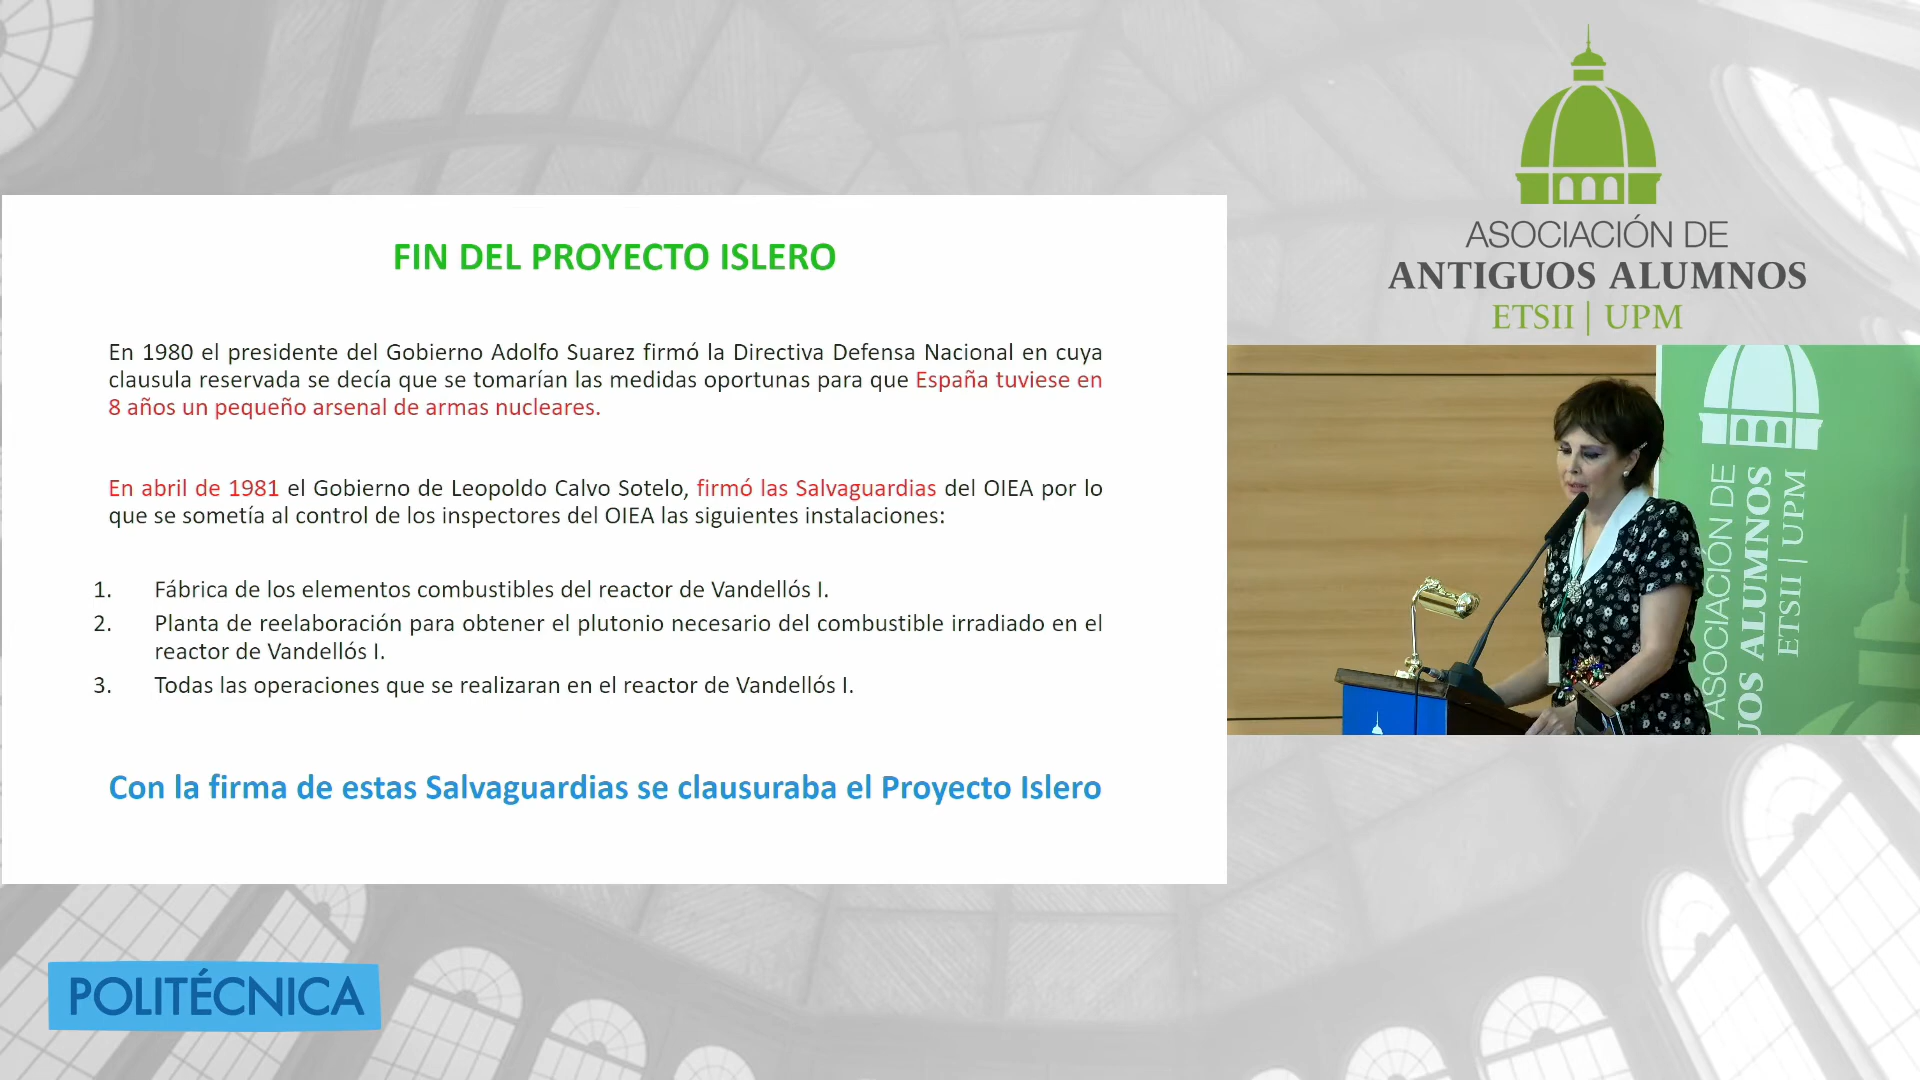 FIN DEL PROYECTO ISLERO
En 1980 el presidente del Gobierno Adolfo Suarez firmó la Directiva Defensa Nacional en cuya
clausula reservada se decía que se tomarían las medidas oportunas para que España tuviese en
8 años un pequeño arsenal de armas nucleares.
En abril de 1981 el Gobierno de Leopoldo Calvo Sotelo, firmó las Salvaguardias del OIEA por lo
que se sometía al control de los inspectores del OIEA las siguientes instalaciones:
1. Fábrica de los elementos combustibles del reactor de Vandellós I.
2. Planta de reelaboración para obtener el plutonio necesario del combustible irradiado en el
reactor de Vandellós I.
3. Todas las operaciones que se realizaran en el reactor de Vandellós I.
Con la firma de estas Salvaguardias se clausuraba el Proyecto Islero
ASOCIACIÓN DE
ANTIGUOS ALUMNOS
ETSII | UPM
ASOCIACIÓN DE
UOS ALUMNOS
ETSII | UPM
POLITÉCNICA